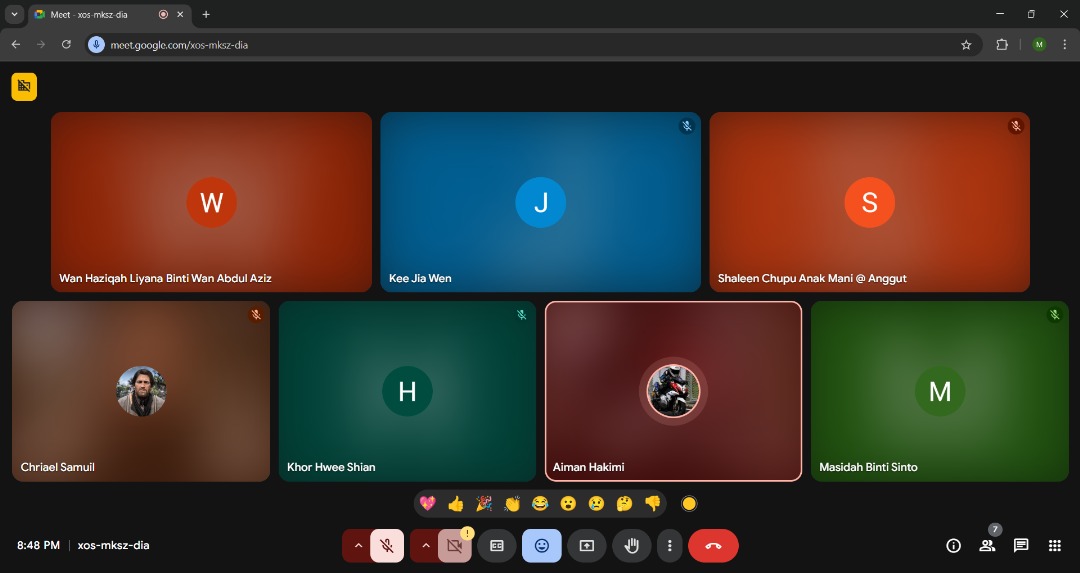 Meet - xos-mksz-dia
meet.google.com/xos-mksz-dia
M
W
Wan Haziqah Liyana Binti Wan Abdul Aziz
J
Kee Jia Wen
S
Shaleen Chupu Anak Mani @ Anggut
Chriael Samuil
H
Khor Hwee Shian
Aiman Hakimi
M
Masidah Binti Sinto
8:48 PM | xos-mksz-dia
CC
!
7